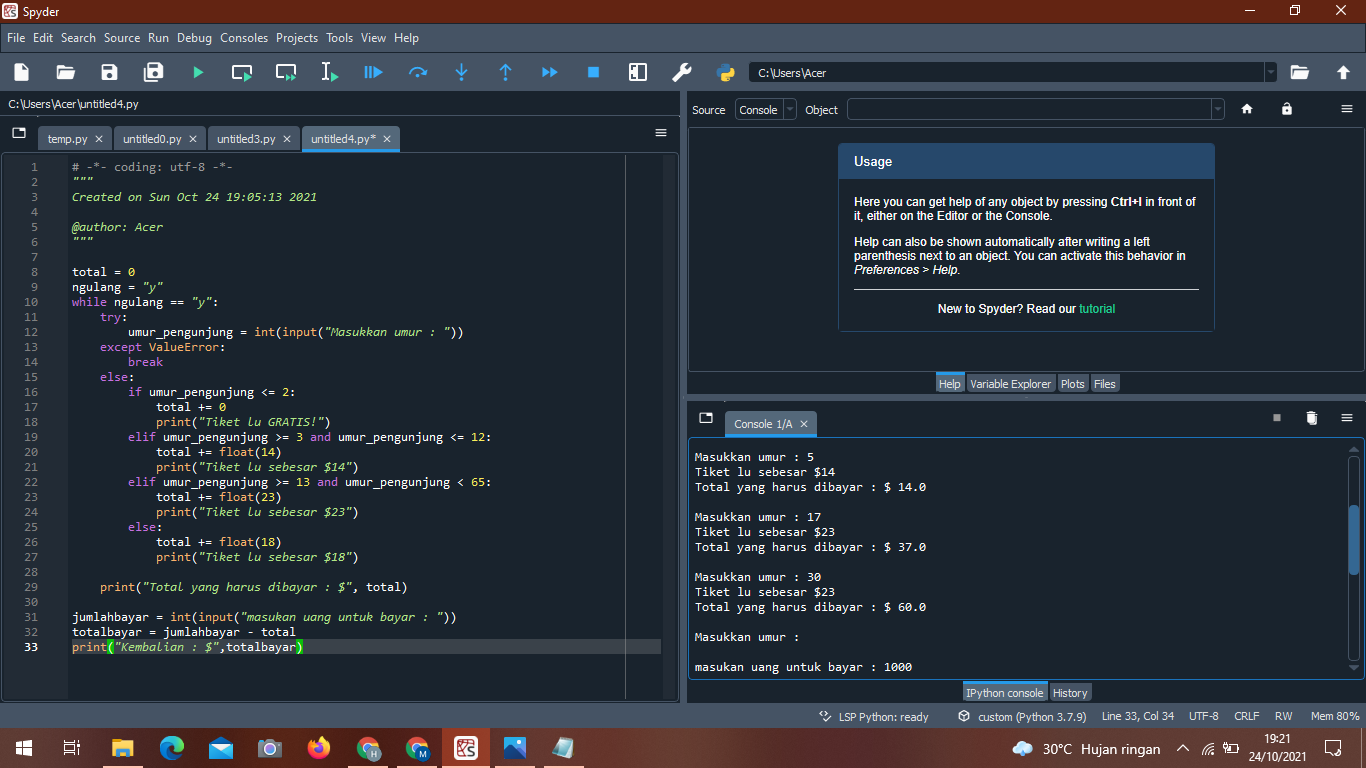 Spyder
File Edit Search Source Run Debug Consoles Projects Tools View Help
C:\Users\Acer
C:\Users\Acer\untitled4.py
temp.py untitled0.py untitled3.py untitled4.py*
1 # -*- coding: utf-8 -*-
2 """
3 Created on Sun Oct 24 19:05:13 2021
4
5 @author: Acer
6 """
7
8 total = 0
9 ngulang = "y"
10 while ngulang == "y":
11     try:
12         umur_pengunjung = int(input("Masukkan umur : "))
13     except ValueError:
14         break
15     else:
16         if umur_pengunjung <= 2:
17             total += 0
18             print("Tiket lu GRATIS!")
19         elif umur_pengunjung >= 3 and umur_pengunjung <= 12:
20             total += float(14)
21             print("Tiket lu sebesar $14")
22         elif umur_pengunjung >= 13 and umur_pengunjung < 65:
23             total += float(23)
24             print("Tiket lu sebesar $23")
25         else:
26             total += float(18)
27             print("Tiket lu sebesar $18")
28
29     print("Total yang harus dibayar : $", total)
30
31 jumlahbayar = int(input("masukan uang untuk bayar : "))
32 totalbayar = jumlahbayar - total
33 print("Kembalian : $",totalbayar)
Source Console Object
Usage
Here you can get help of any object by pressing Ctrl+I in front of
it, either on the Editor or the Console.
Help can also be shown automatically after writing a left
parenthesis next to an object. You can activate this behavior in
Preferences > Help.
New to Spyder? Read our tutorial
Help Variable Explorer Plots Files
Console 1/A
Masukkan umur : 5
Tiket lu sebesar $14
Total yang harus dibayar : $ 14.0
Masukkan umur : 17
Tiket lu sebesar $23
Total yang harus dibayar : $ 37.0
Masukkan umur : 30
Tiket lu sebesar $23
Total yang harus dibayar : $ 60.0
Masukkan umur :
masukan uang untuk bayar : 1000
IPython console History
LSP Python: ready custom (Python 3.7.9) Line 33, Col 34 UTF-8 CRLF RW Mem 80%
30°C Hujan ringan
19:21
24/10/2021